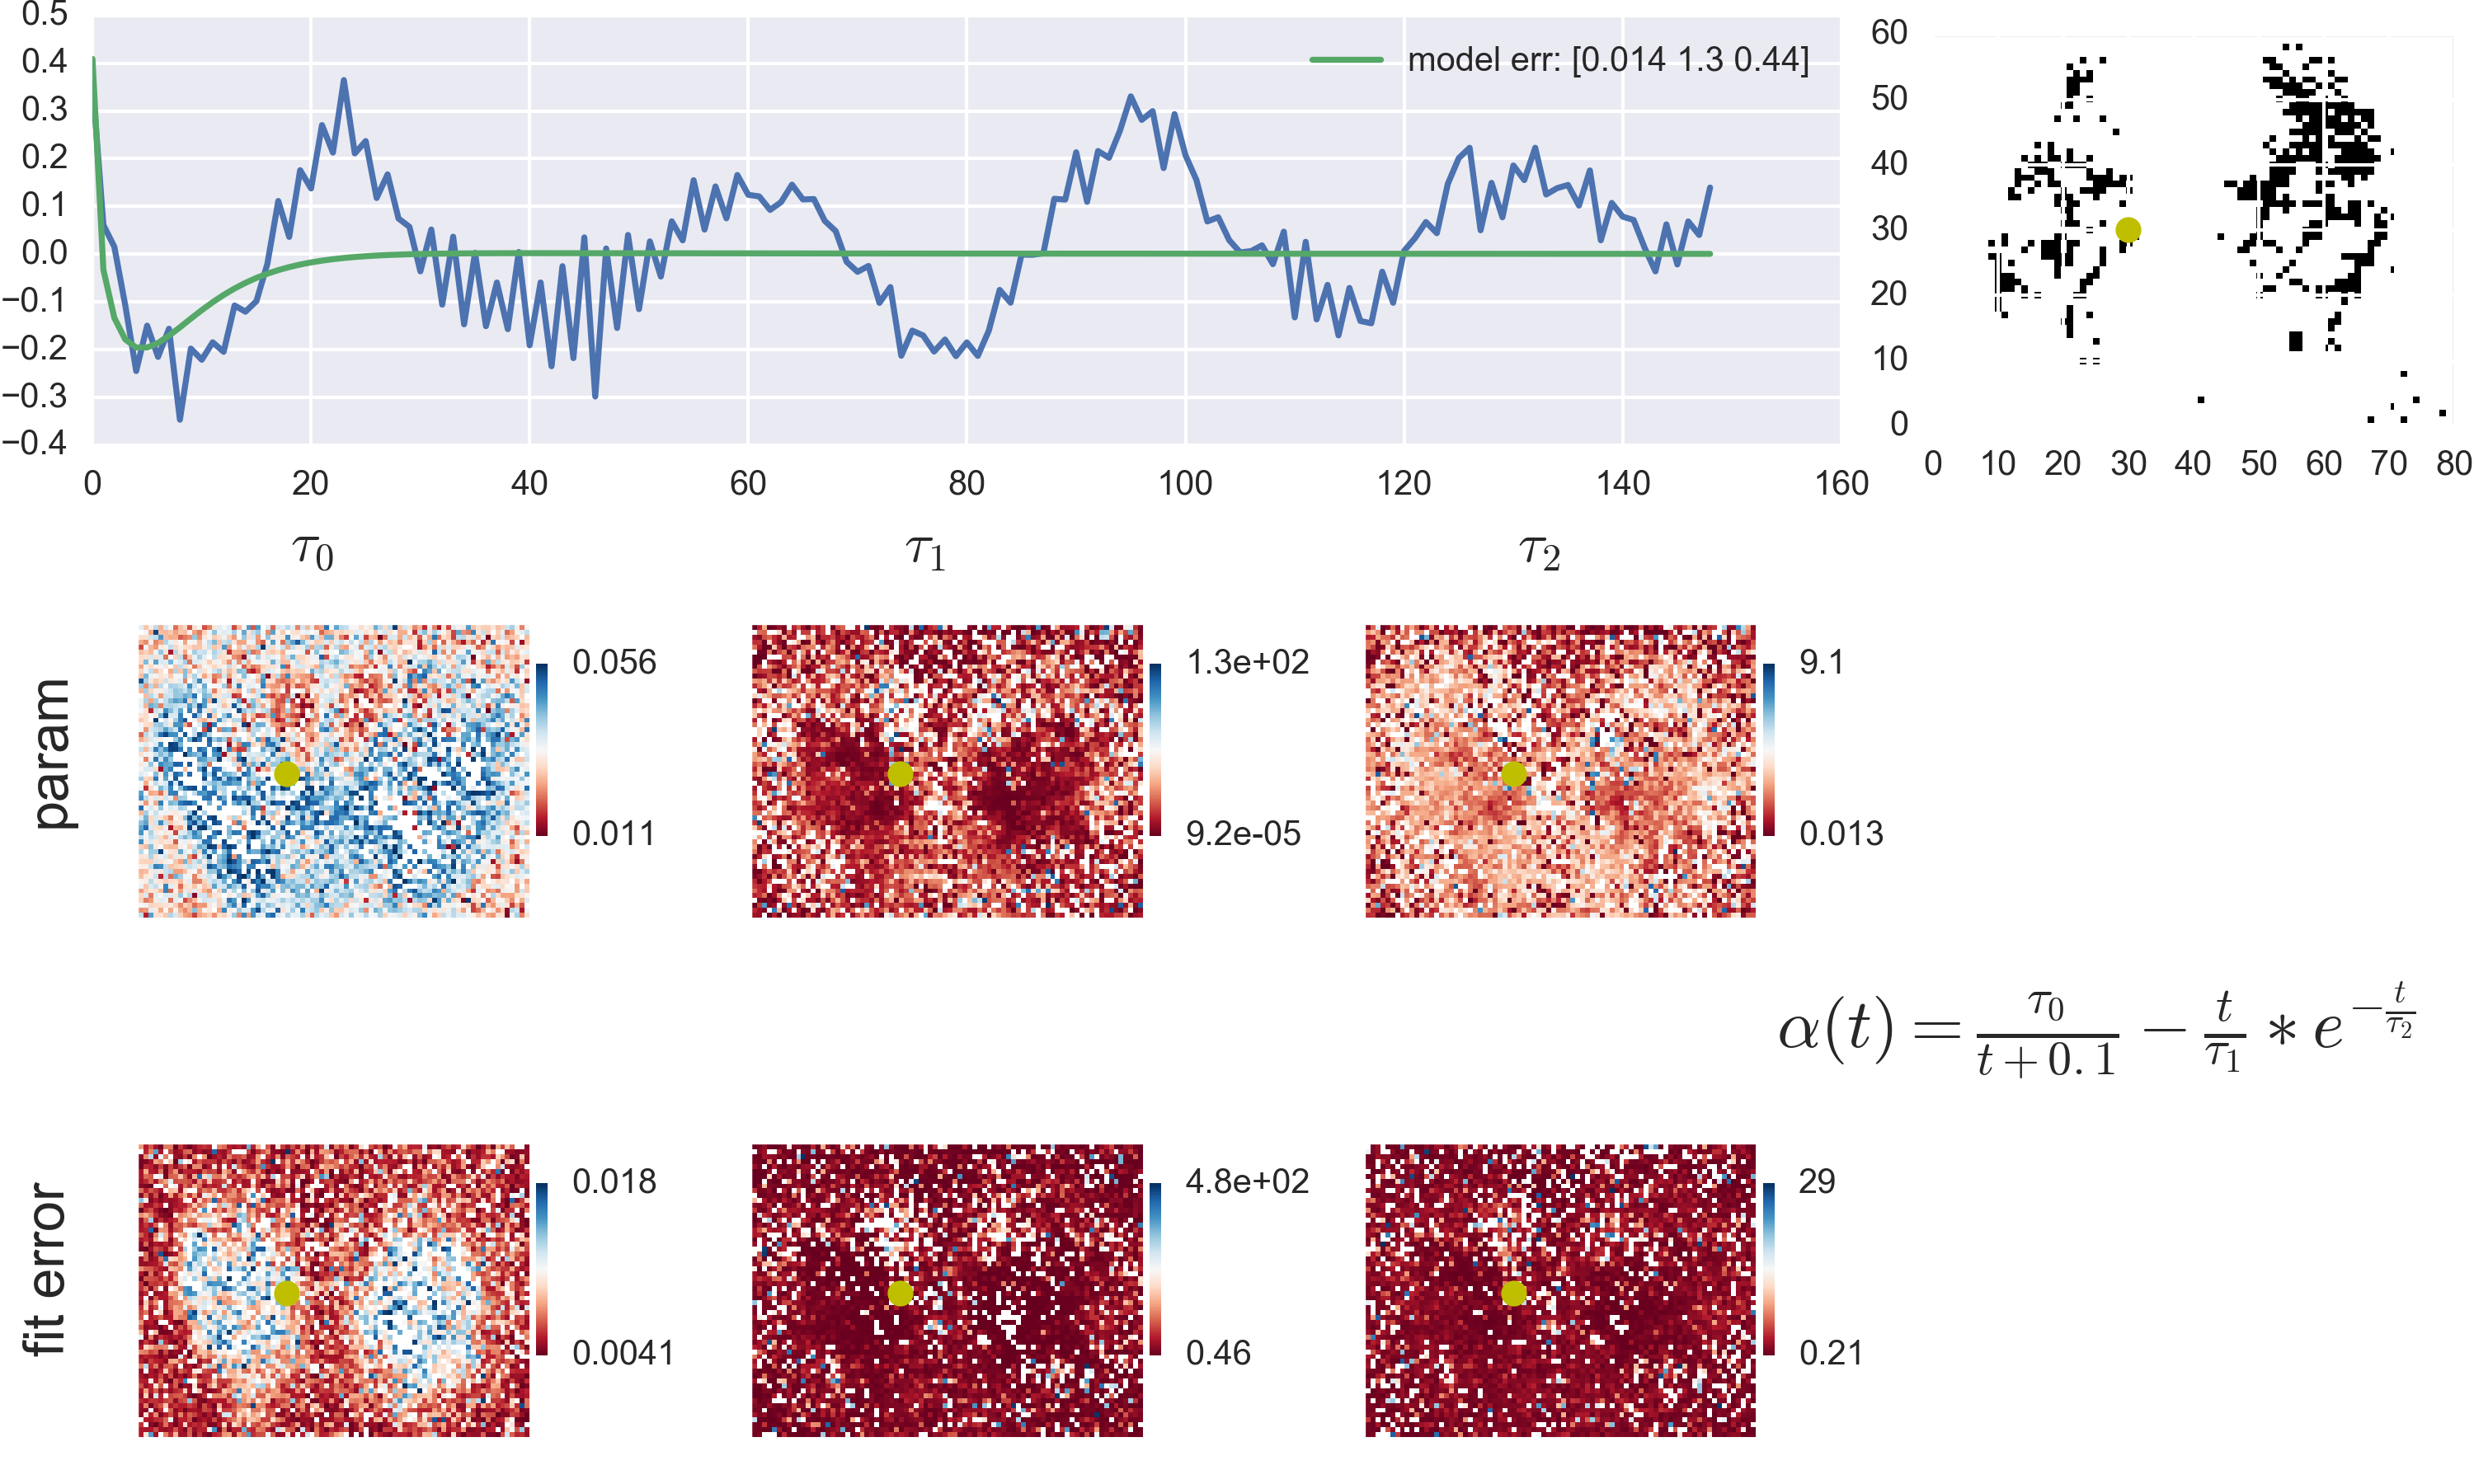 0.5
0.4
0.3
0.2
0.1
0.0
−0.1
−0.2
−0.3
−0.4
0 20 40 60 80 100 120 140 160
model err: [0.014 1.3 0.44]
60
50
40
30
20
10
0
0 10 20 30 40 50 60 70 80
τ₀ τ₁ τ₂
param
0.056
0.011
1.3e+02
9.2e-05
9.1
0.013
α(t) = τ₀/(t+0.1) − t/τ₁ ∗ e^(−t/τ₂)
fit error
0.018
0.0041
4.8e+02
0.46
29
0.21